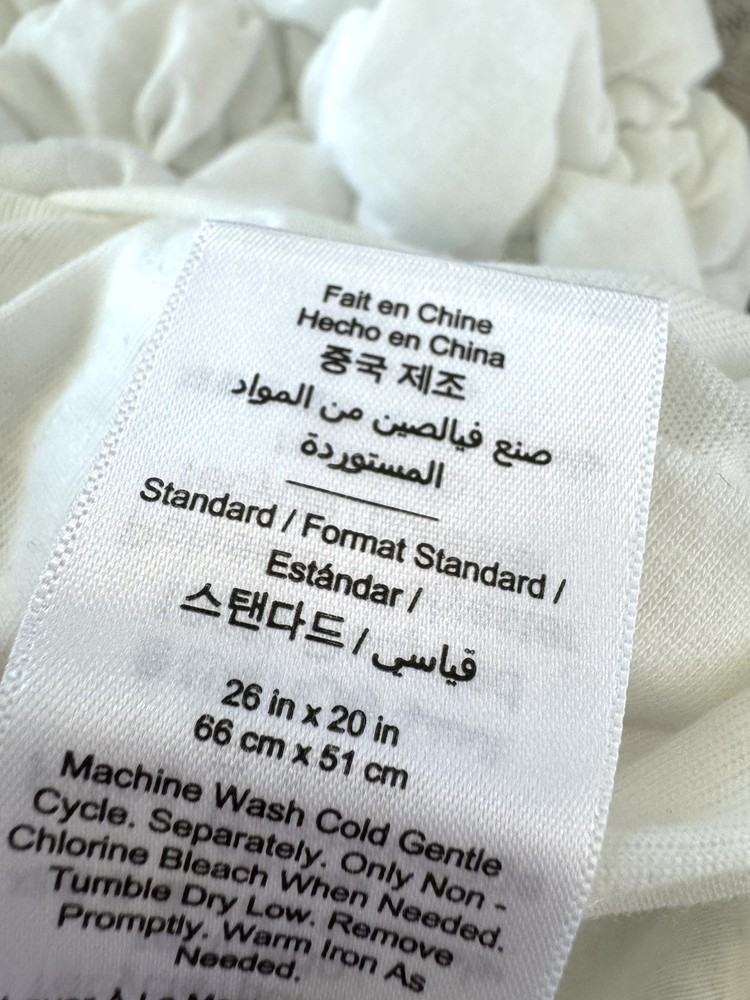 Fait en Chine
Hecho en China
중국 제조
صنع فيالصين من المواد
المستوردة
Standard / Format Standard /
Estándar /
스탠다드 / قياسي
26 in x 20 in
66 cm x 51 cm
Machine Wash Cold Gentle
Cycle. Separately. Only Non -
Chlorine Bleach When Needed.
Tumble Dry Low. Remove
Promptly. Warm Iron As
Needed.